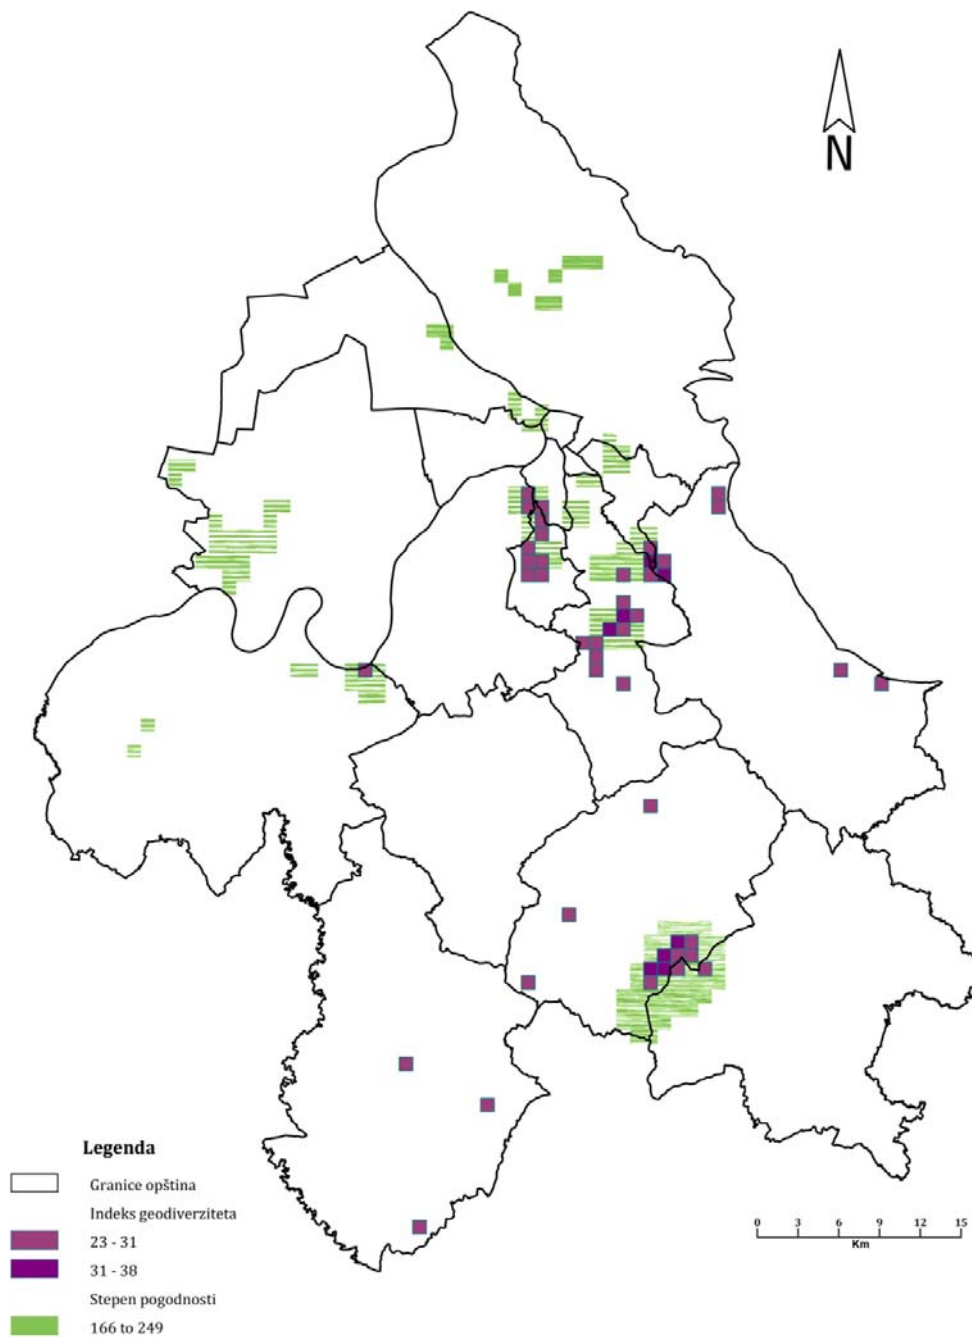 N
Legenda
Granice opština
Indeks geodiverziteta
23 - 31
31 - 38
Stepen pogodnosti
166 to 249
0 3 6 9 12 15
Km